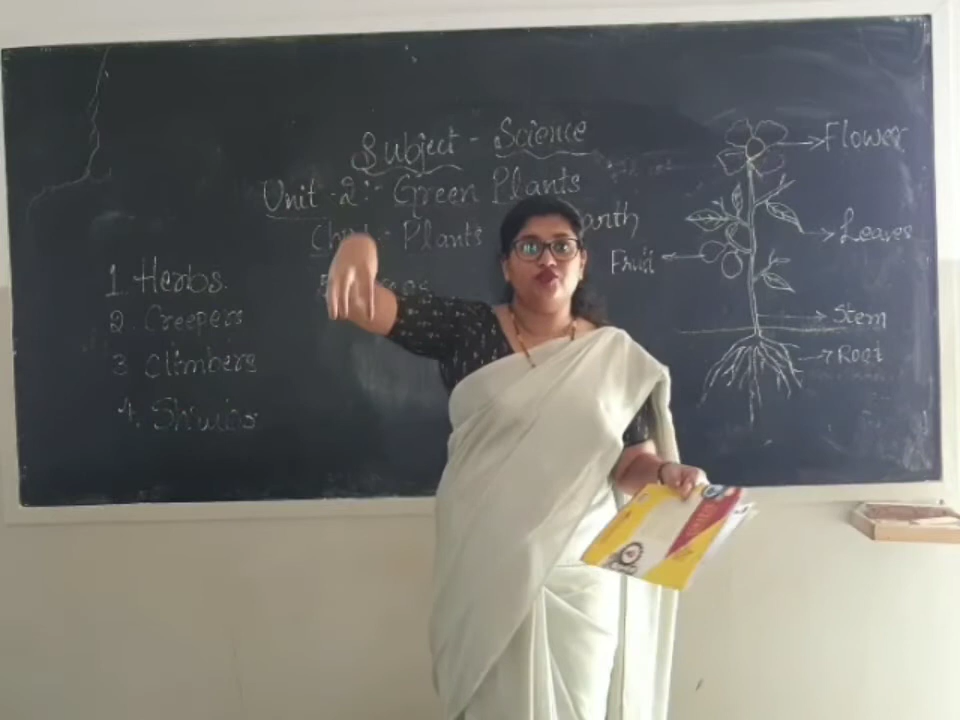 Subject - Science
Unit-2:- Green Plants
Plants
1. Herbs
2. Creepers
3 Climbers
4. Shrubs
Flower
Leaves
Fruit
Stem
Root